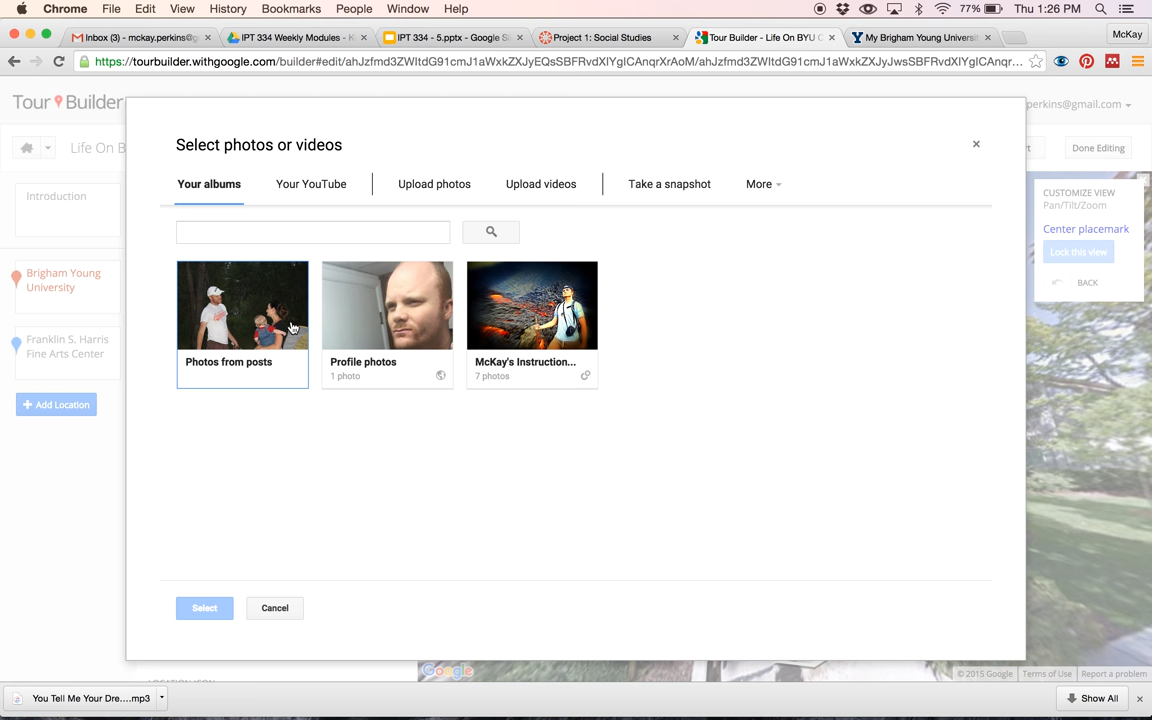 Chrome File Edit View History Bookmarks People Window Help 77% Thu 1:26 PM
Inbox (3) - mckay.perkins@g
IPT 334 Weekly Modules - 
IPT 334 - 5.pptx - Google Sl
Project 1: Social Studies
Tour Builder - Life On BYU C
My Brigham Young Universit
McKay
https://tourbuilder.withgoogle.com/builder#edit/
Tour Builder
perkins@gmail.com
Life On B
Done Editing
Introduction
Brigham Young
University
Franklin S. Harris
Fine Arts Center
+ Add Location
Select photos or videos
Your albums
Your YouTube
Upload photos
Upload videos
Take a snapshot
More
Photos from posts
Profile photos
1 photo
McKay's Instruction...
7 photos
Select
Cancel
CUSTOMIZE VIEW
Pan/Tilt/Zoom
Center placemark
Lock this view
BACK
Google
© 2015 Google
Terms of Use
Report a problem
You Tell Me Your Dre....mp3
Show All